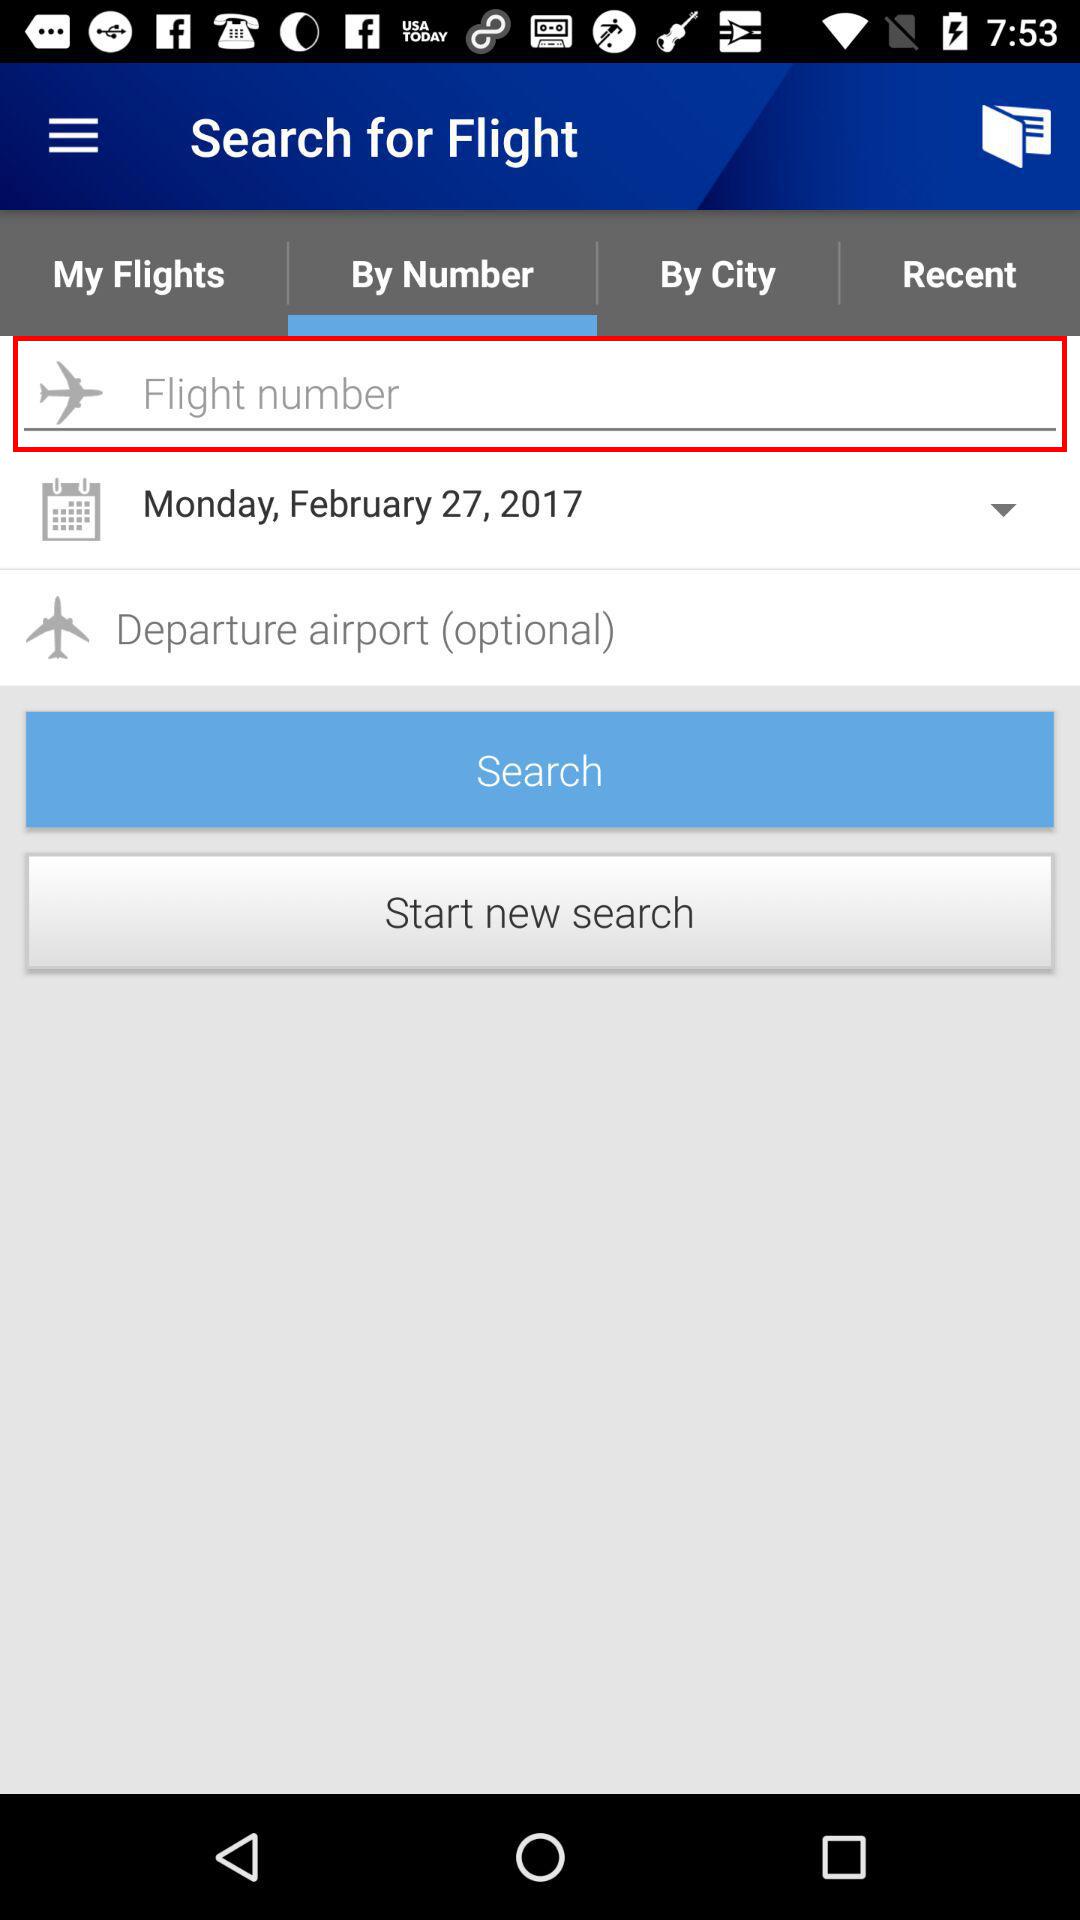 USA
TODAY
7:53
Search for Flight
My Flights
By Number
By City
Recent
Flight number
Monday, February 27, 2017
Departure airport (optional)
Search
Start new search